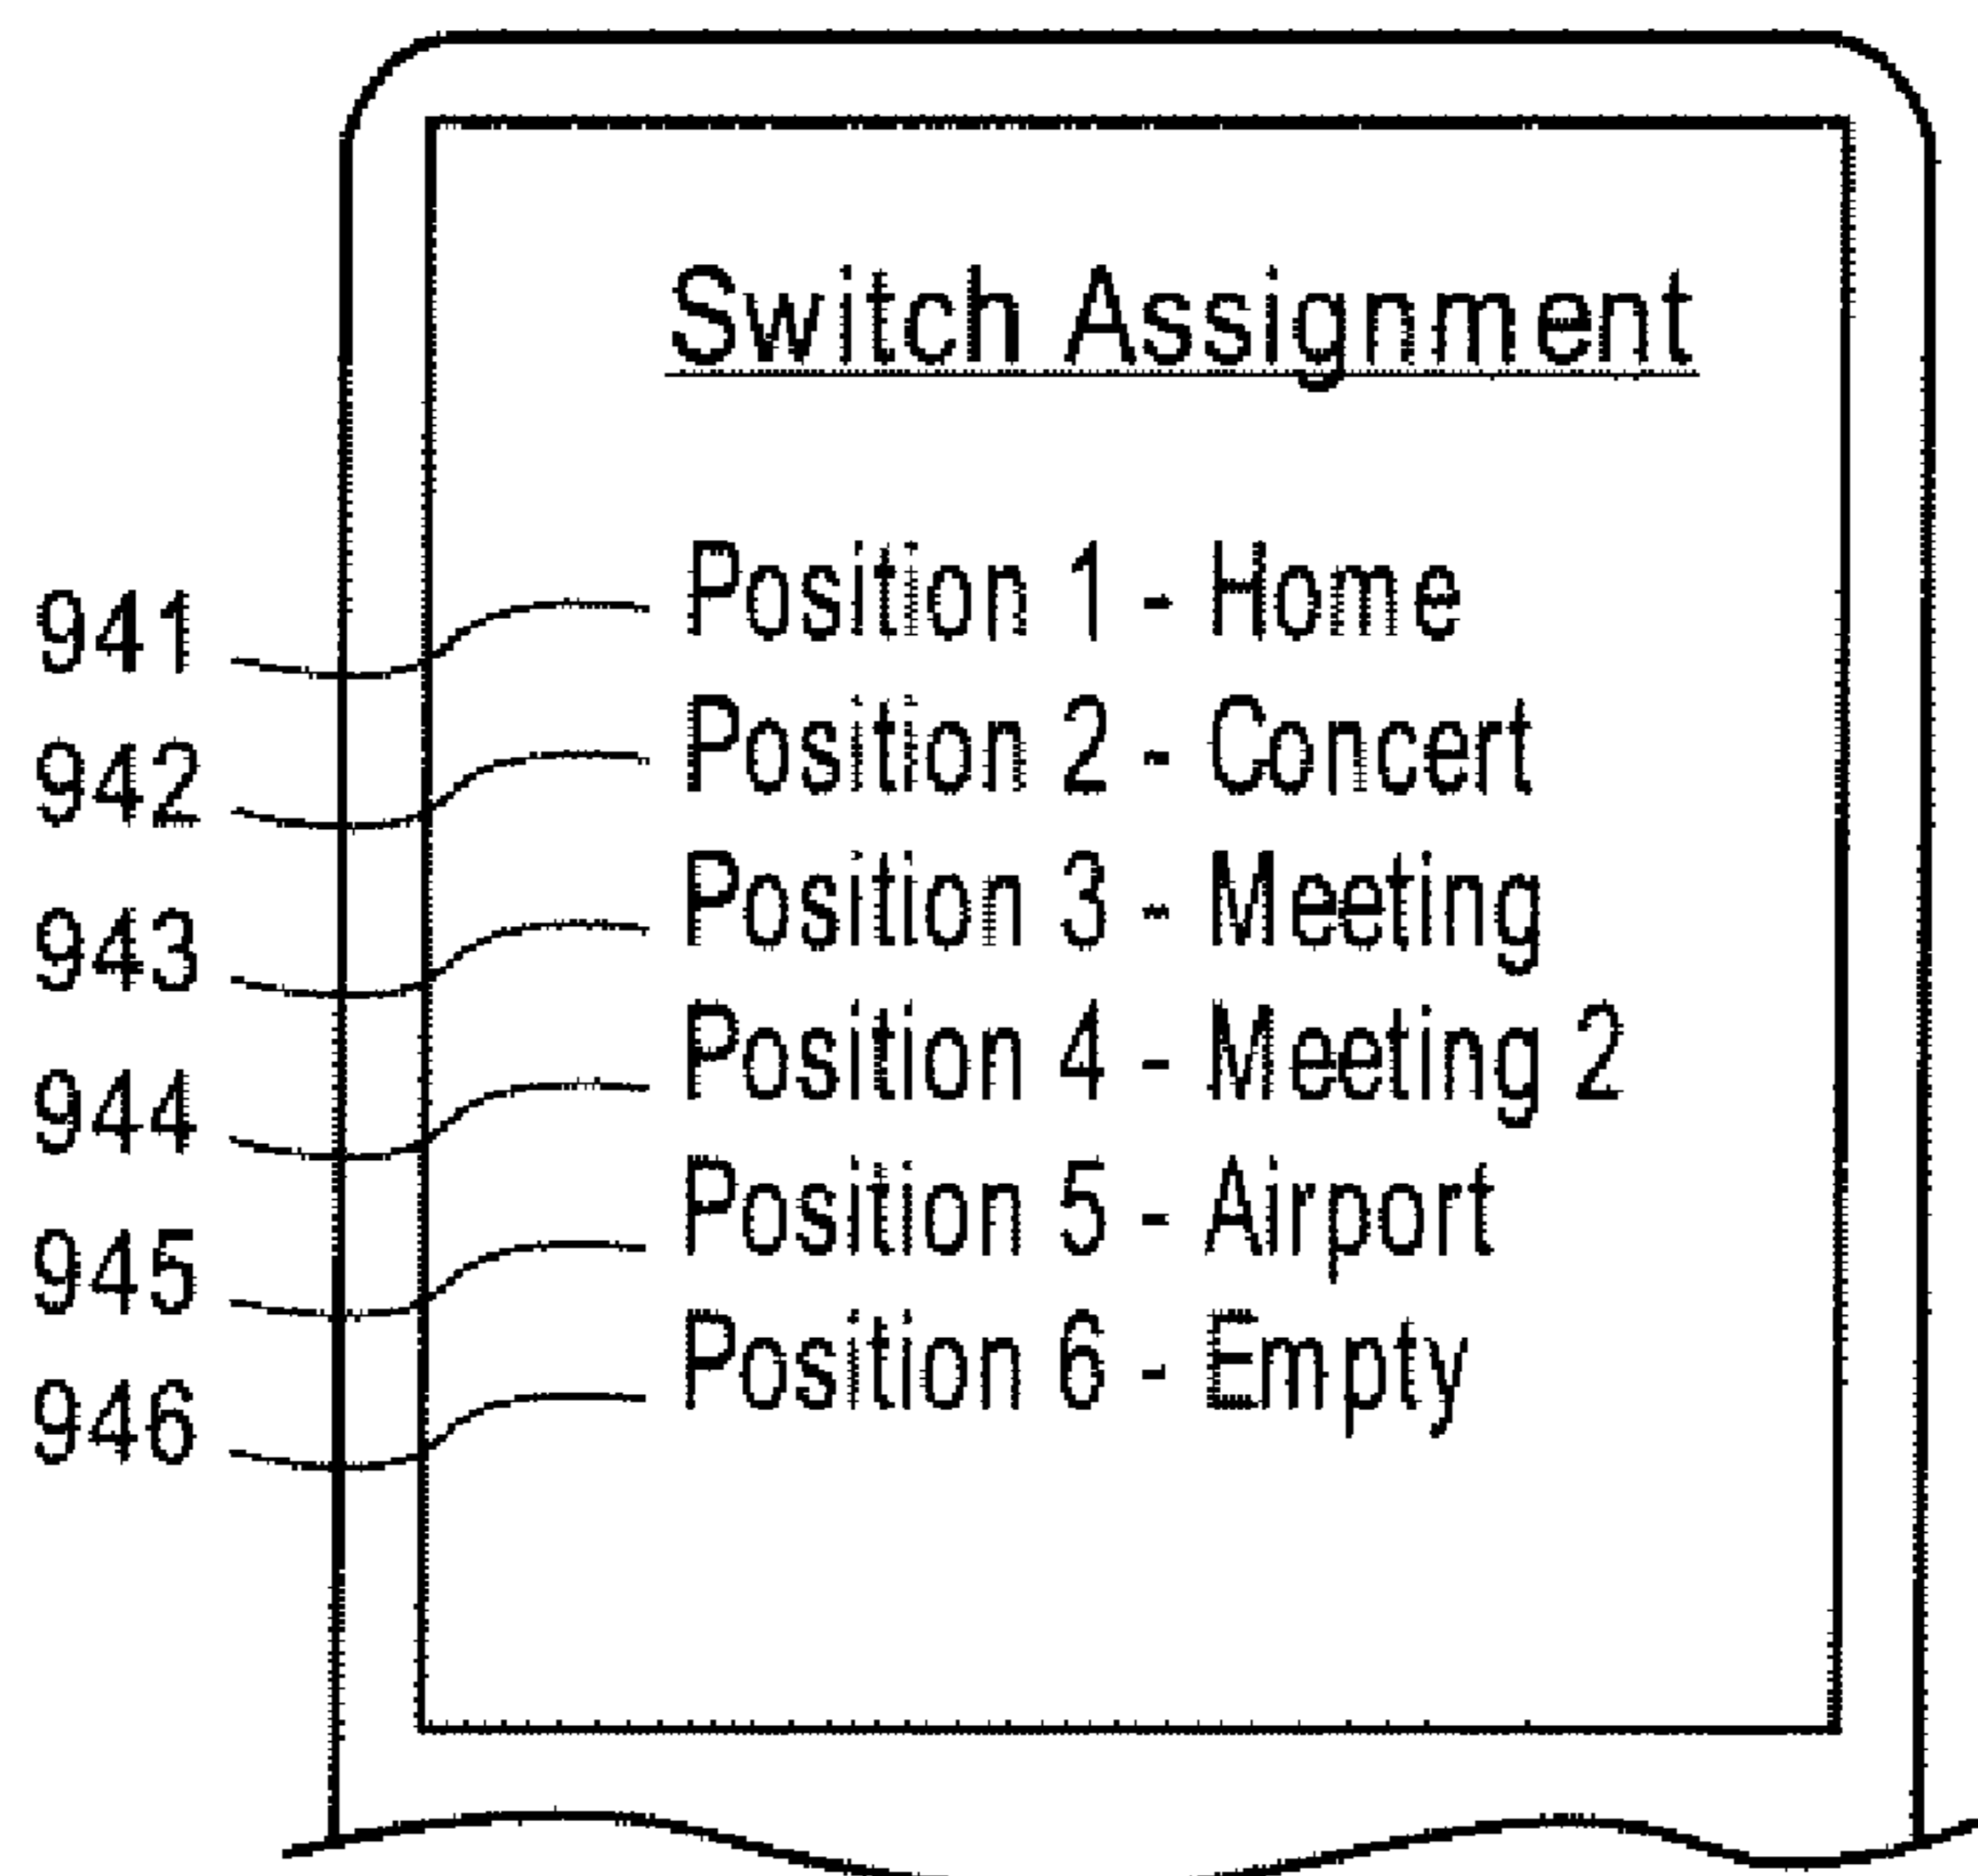 Switch Assignment
941 Position 1 - Home
942 Position 2 - Concert
943 Position 3 - Meeting
944 Position 4 - Meeting 2
945 Position 5 - Airport
946 Position 6 - Empty